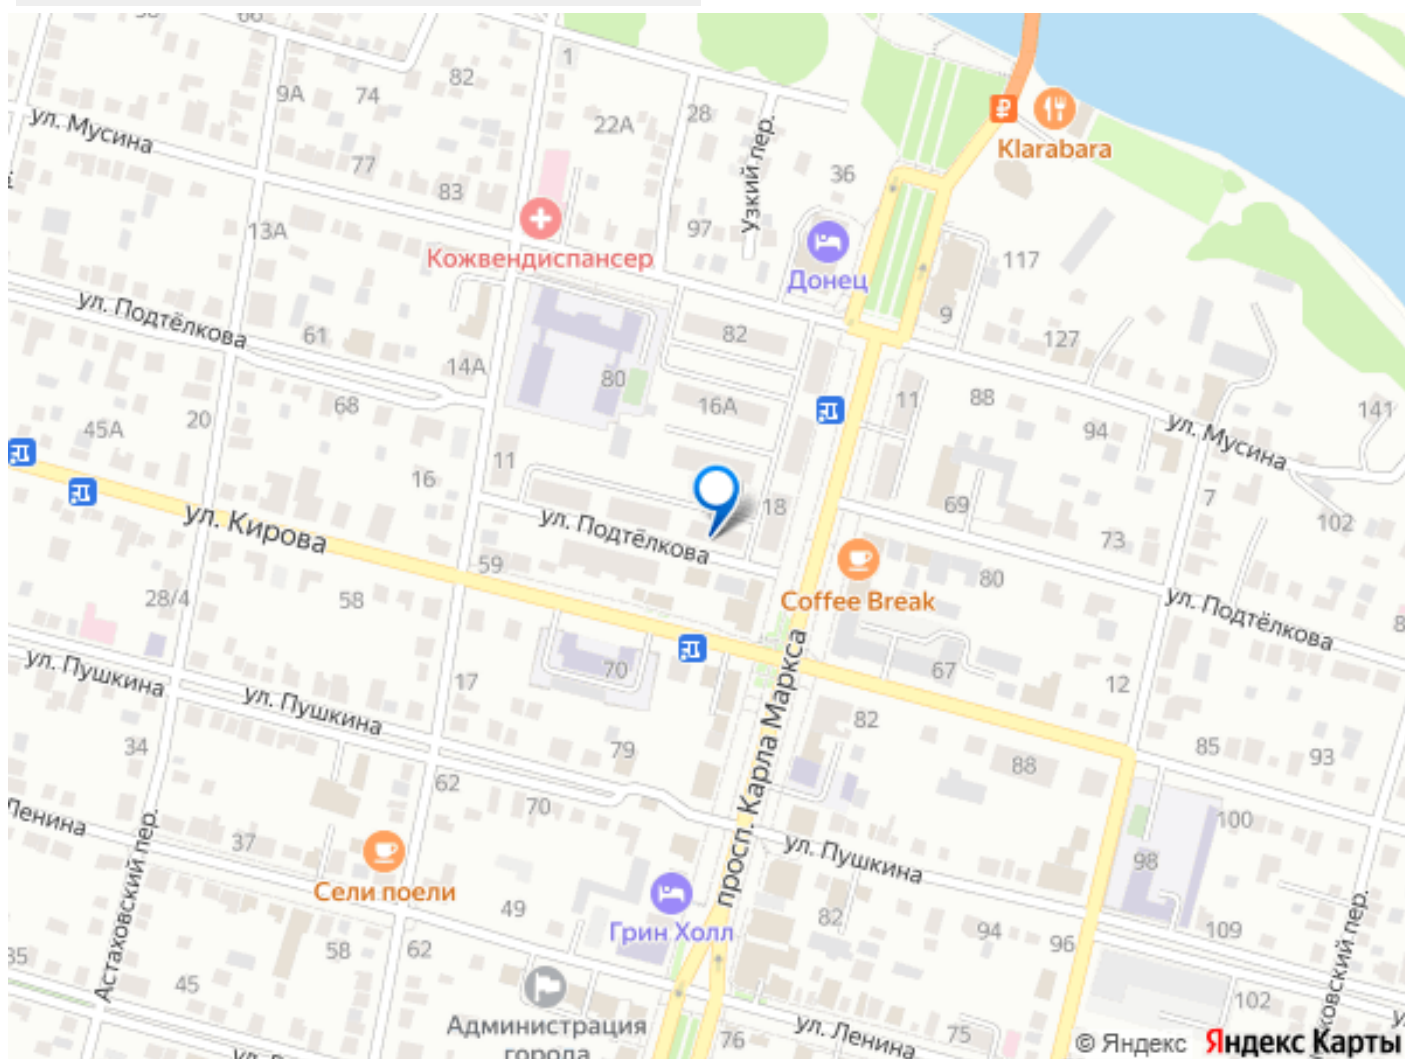 82
1
9А
74
ул. Мусина
22А
28
Узкий пер.
36
Klarabara
77
83
Кожвендиспансер
97
13А
Донец
117
ул. Подтёлкова
61
14А
82
9
127
80
16А
11
88
94
141
ул. Мусина
68
20
45А
11
16
18
69
7
102
73
ул. Кирова
ул. Подтёлкова
59
58
28/4
Coffee Break
80
ул. Подтёлкова
67
12
70
ул. Пушкина
ул. Пушкина
17
просп. Карла Маркса
82
88
85
93
34
79
62
70
Ленина
37
Сели поели
Астаховский пер.
49
Грин Холл
ул. Пушкина
82
98
100
109
94
96
58
62
45
35
Администрация
города
76
ул. Ленина
75
102
© Яндекс Яндекс Карты